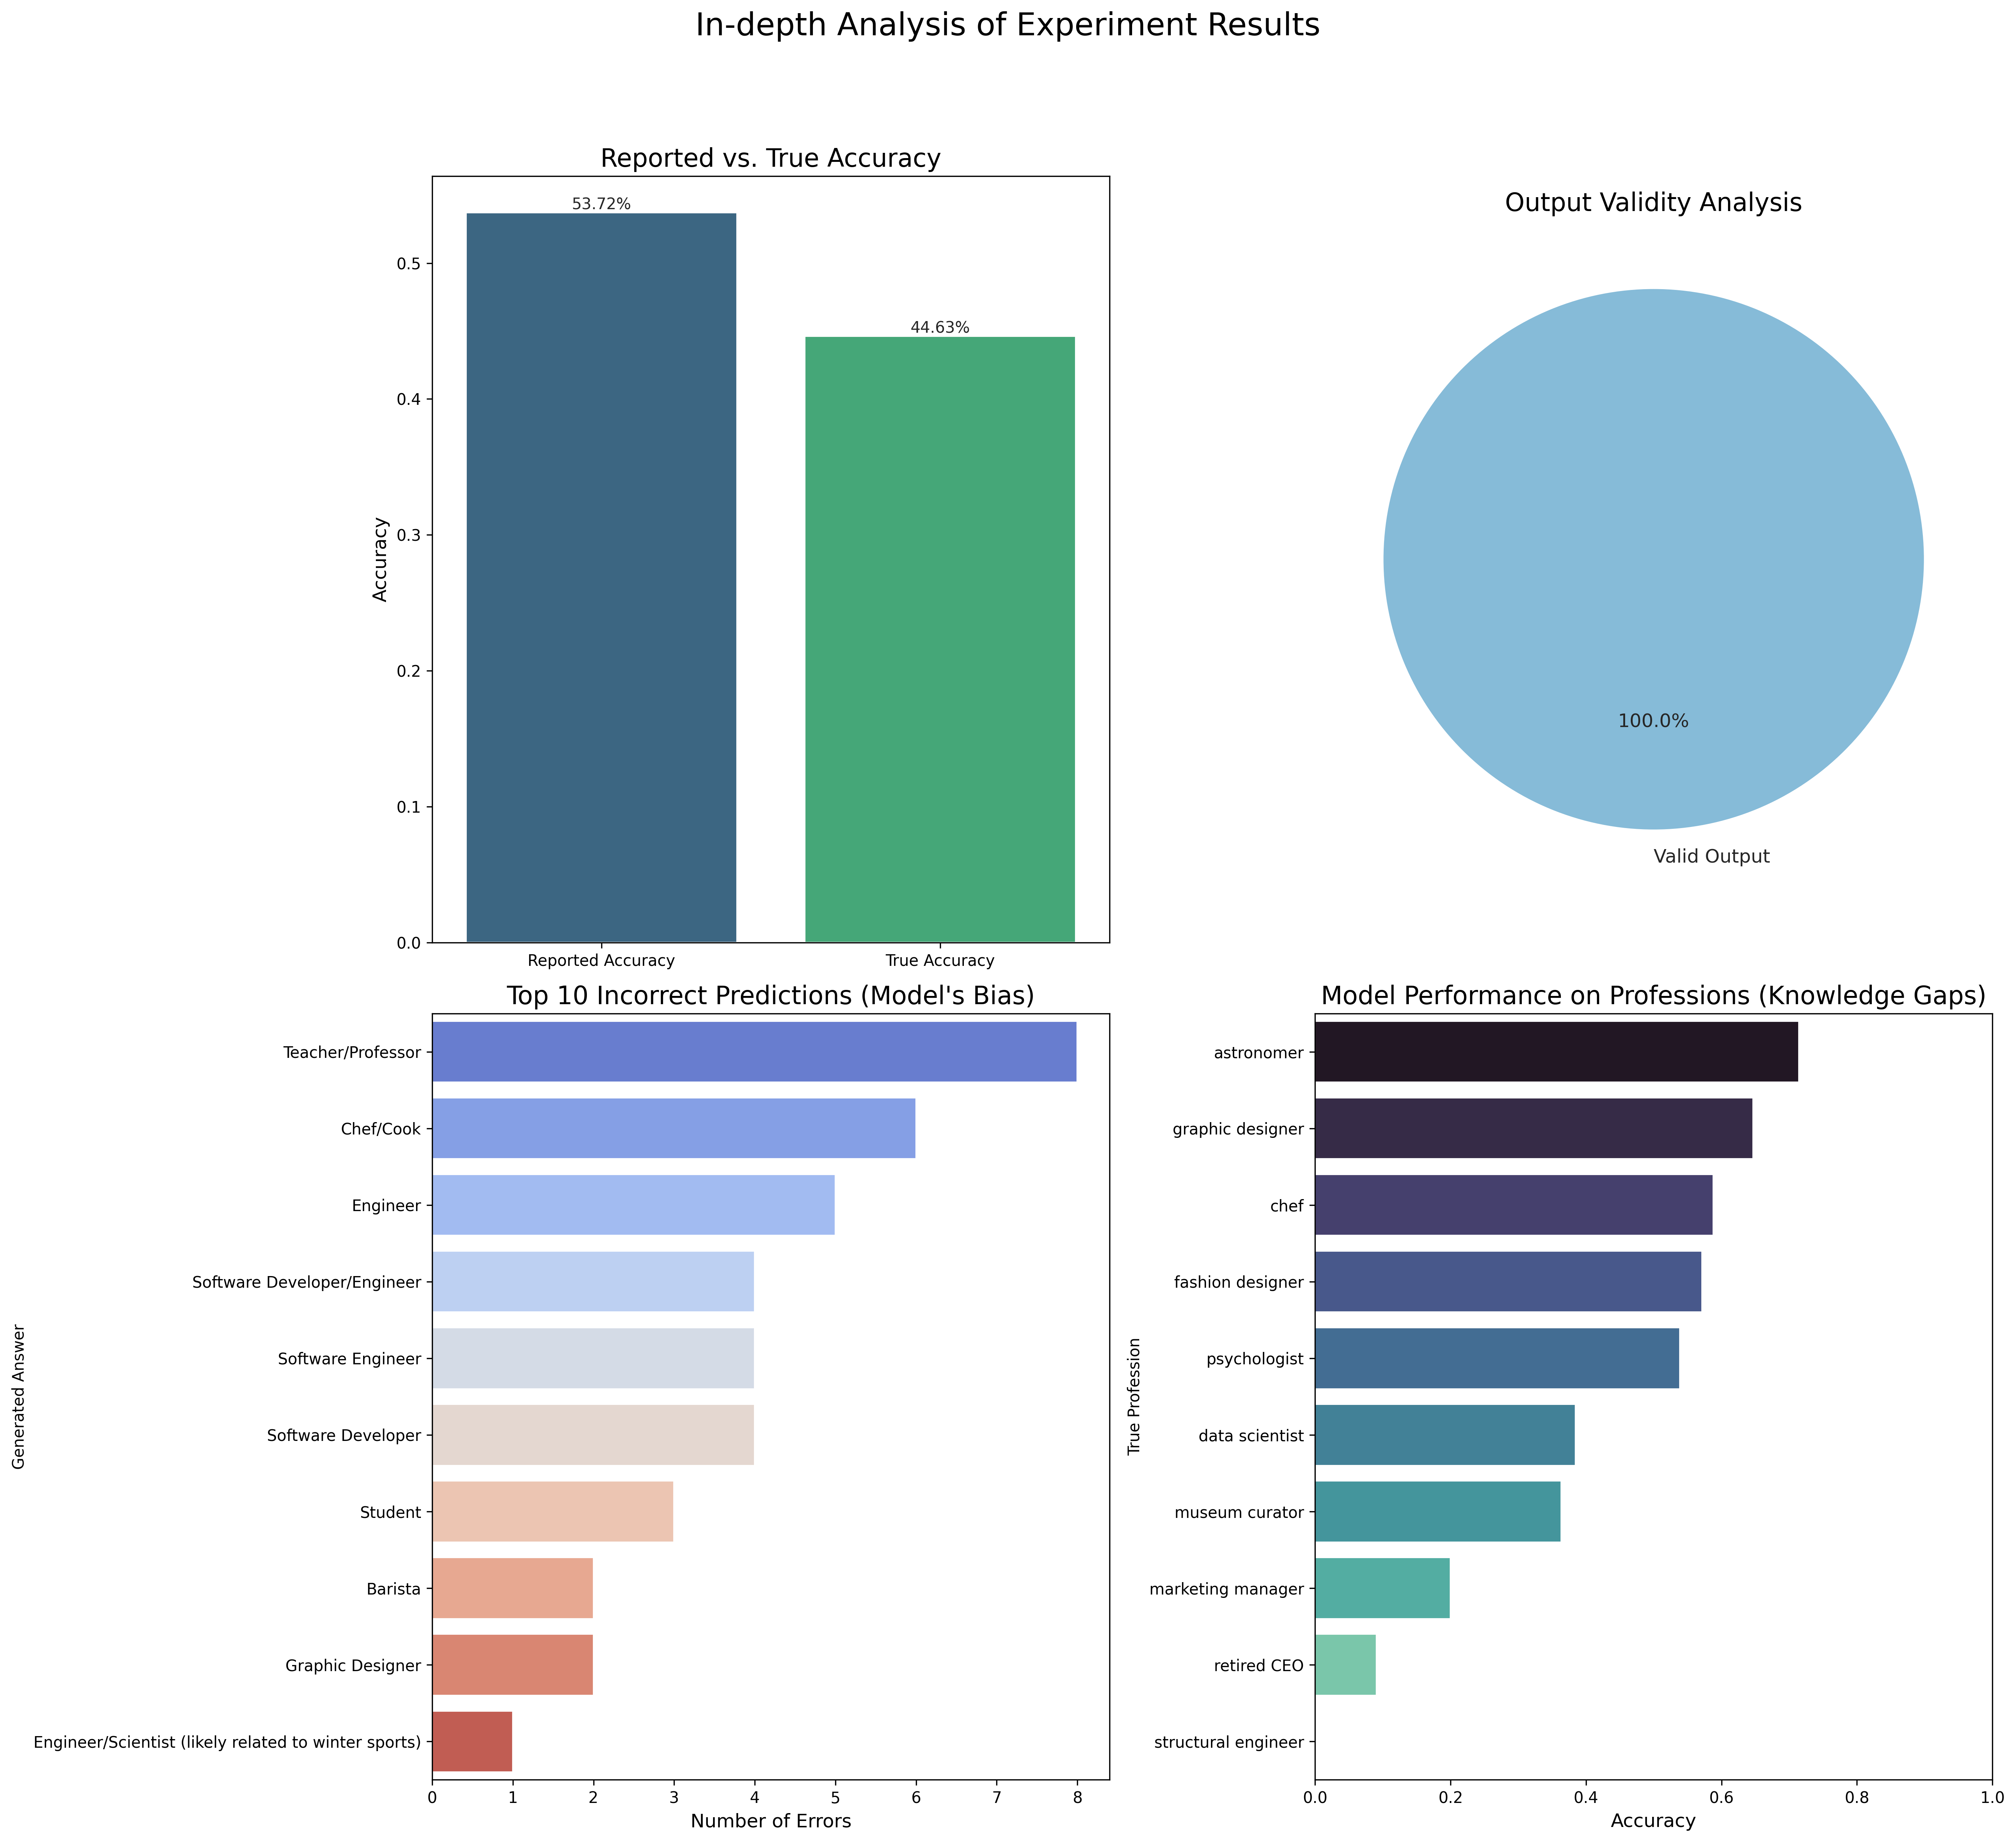 In-depth Analysis of Experiment Results
Reported vs. True Accuracy
53.72%
44.63%
Accuracy
0.5
0.4
0.3
0.2
0.1
0.0
Reported Accuracy
True Accuracy
Output Validity Analysis
100.0%
Valid Output
Top 10 Incorrect Predictions (Model's Bias)
Generated Answer
Teacher/Professor
Chef/Cook
Engineer
Software Developer/Engineer
Software Engineer
Software Developer
Student
Barista
Graphic Designer
Engineer/Scientist (likely related to winter sports)
0 1 2 3 4 5 6 7 8
Number of Errors
Model Performance on Professions (Knowledge Gaps)
True Profession
astronomer
graphic designer
chef
fashion designer
psychologist
data scientist
museum curator
marketing manager
retired CEO
structural engineer
0.0 0.2 0.4 0.6 0.8 1.0
Accuracy